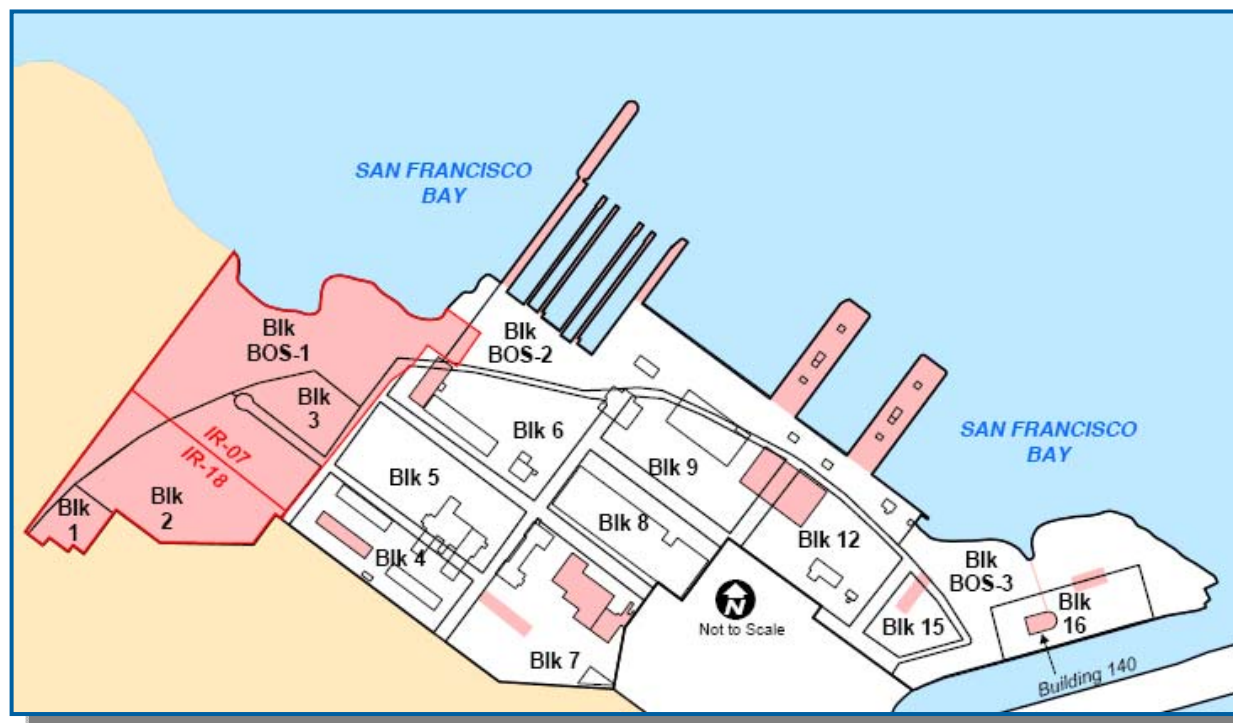 SAN FRANCISCO
BAY
Blk
BOS-1
Blk
BOS-2
Blk
3
Blk 6
IR-07
IR-18
Blk 9
SAN FRANCISCO
BAY
Blk 5
Blk
2
Blk
1
Blk 8
Blk 12
Blk 4
Blk
BOS-3
N
Not to Scale
Blk
16
Blk 15
Blk 7
Building 140